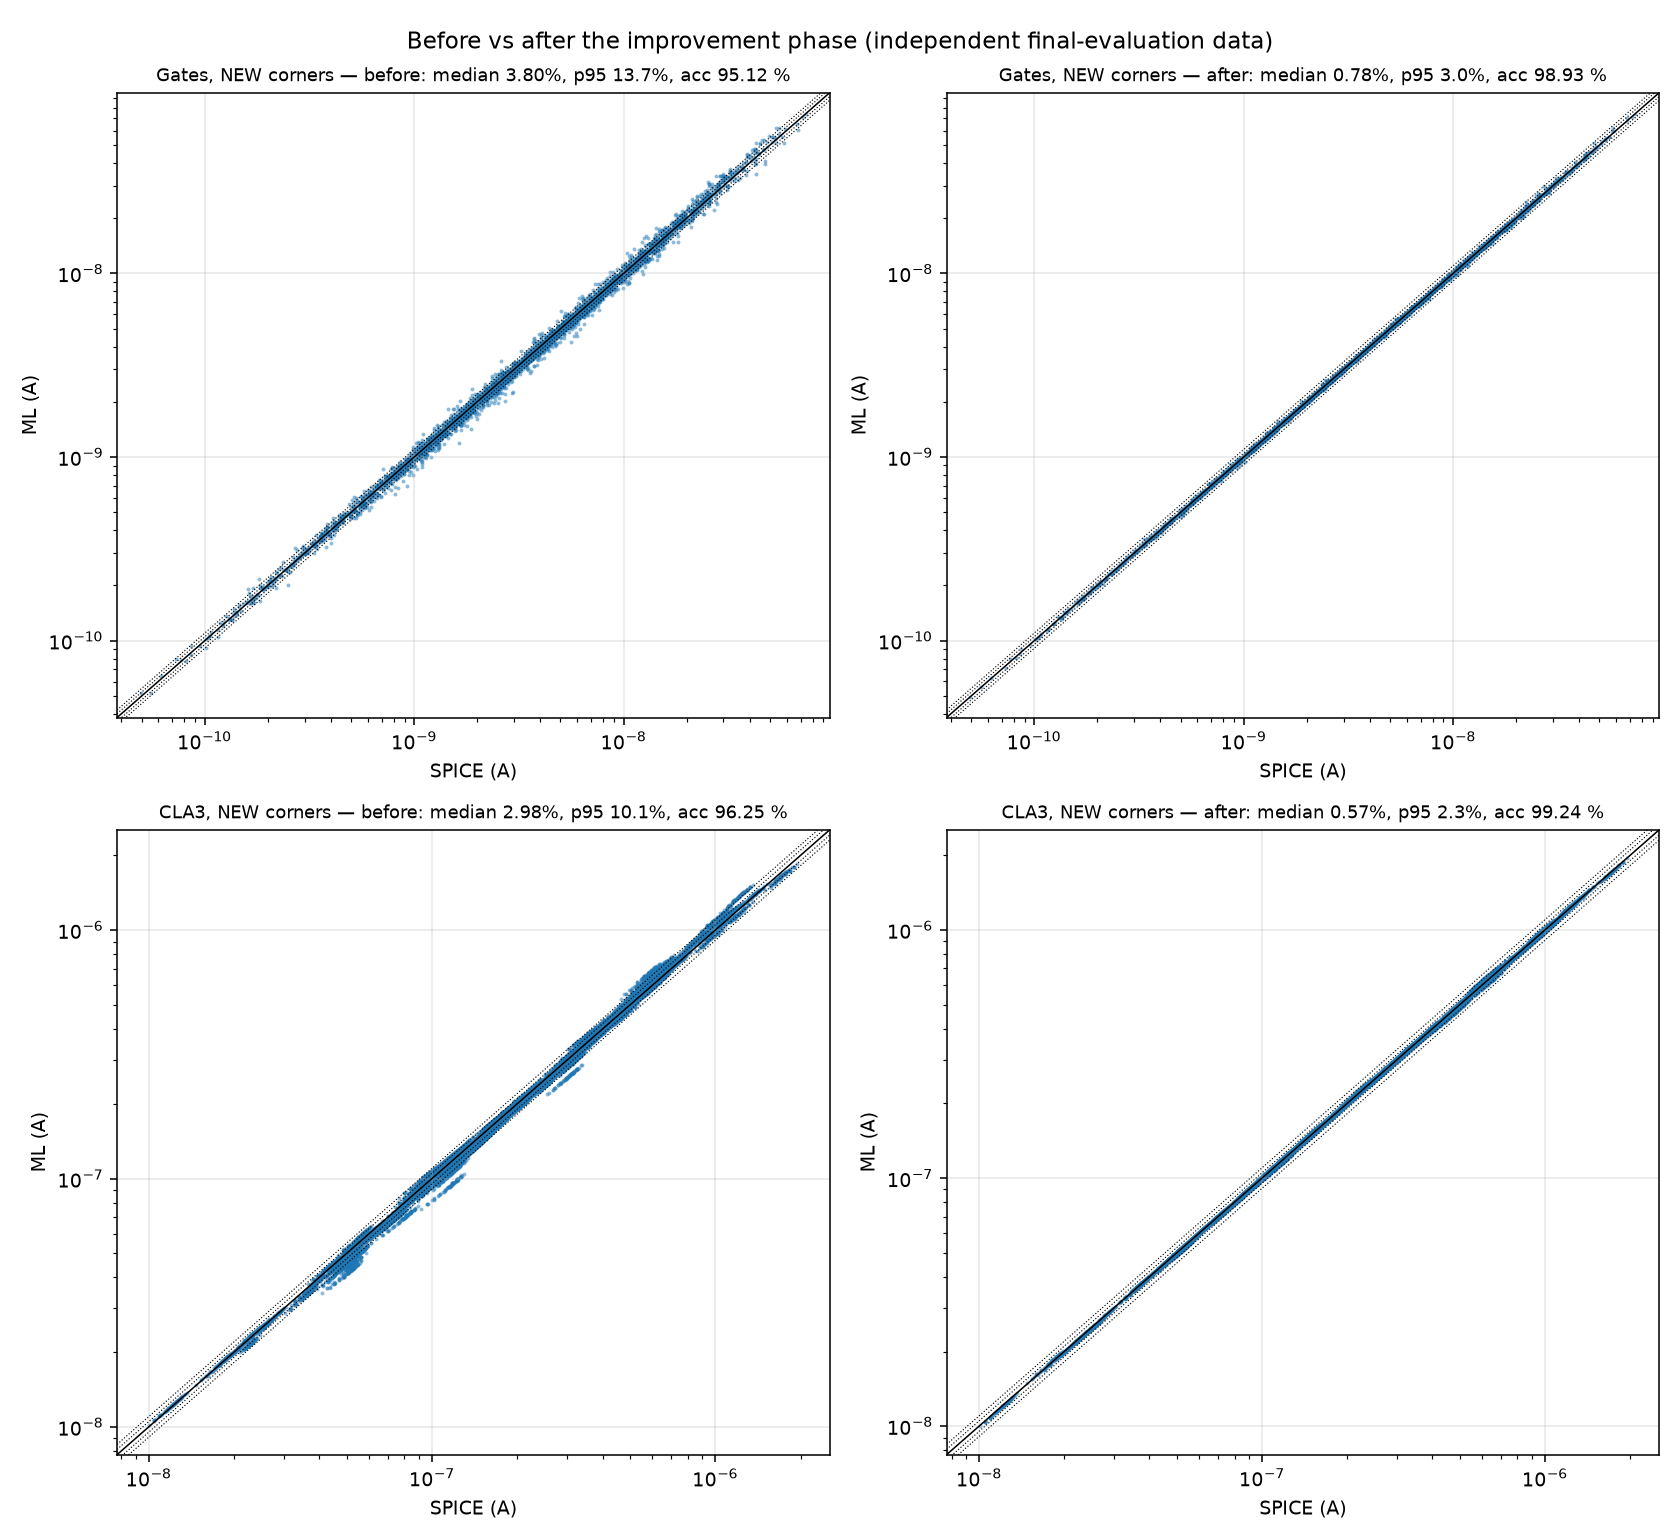 Before vs after the improvement phase (independent final-evaluation data)
Gates, NEW corners — before: median 3.80%, p95 13.7%, acc 95.12 %
ML (A)
10⁻⁸
10⁻⁹
10⁻¹⁰
10⁻¹⁰ 10⁻⁹ 10⁻⁸
SPICE (A)
Gates, NEW corners — after: median 0.78%, p95 3.0%, acc 98.93 %
ML (A)
10⁻⁸
10⁻⁹
10⁻¹⁰
10⁻¹⁰ 10⁻⁹ 10⁻⁸
SPICE (A)
CLA3, NEW corners — before: median 2.98%, p95 10.1%, acc 96.25 %
ML (A)
10⁻⁶
10⁻⁷
10⁻⁸
10⁻⁸ 10⁻⁷ 10⁻⁶
SPICE (A)
CLA3, NEW corners — after: median 0.57%, p95 2.3%, acc 99.24 %
ML (A)
10⁻⁶
10⁻⁷
10⁻⁸
10⁻⁸ 10⁻⁷ 10⁻⁶
SPICE (A)